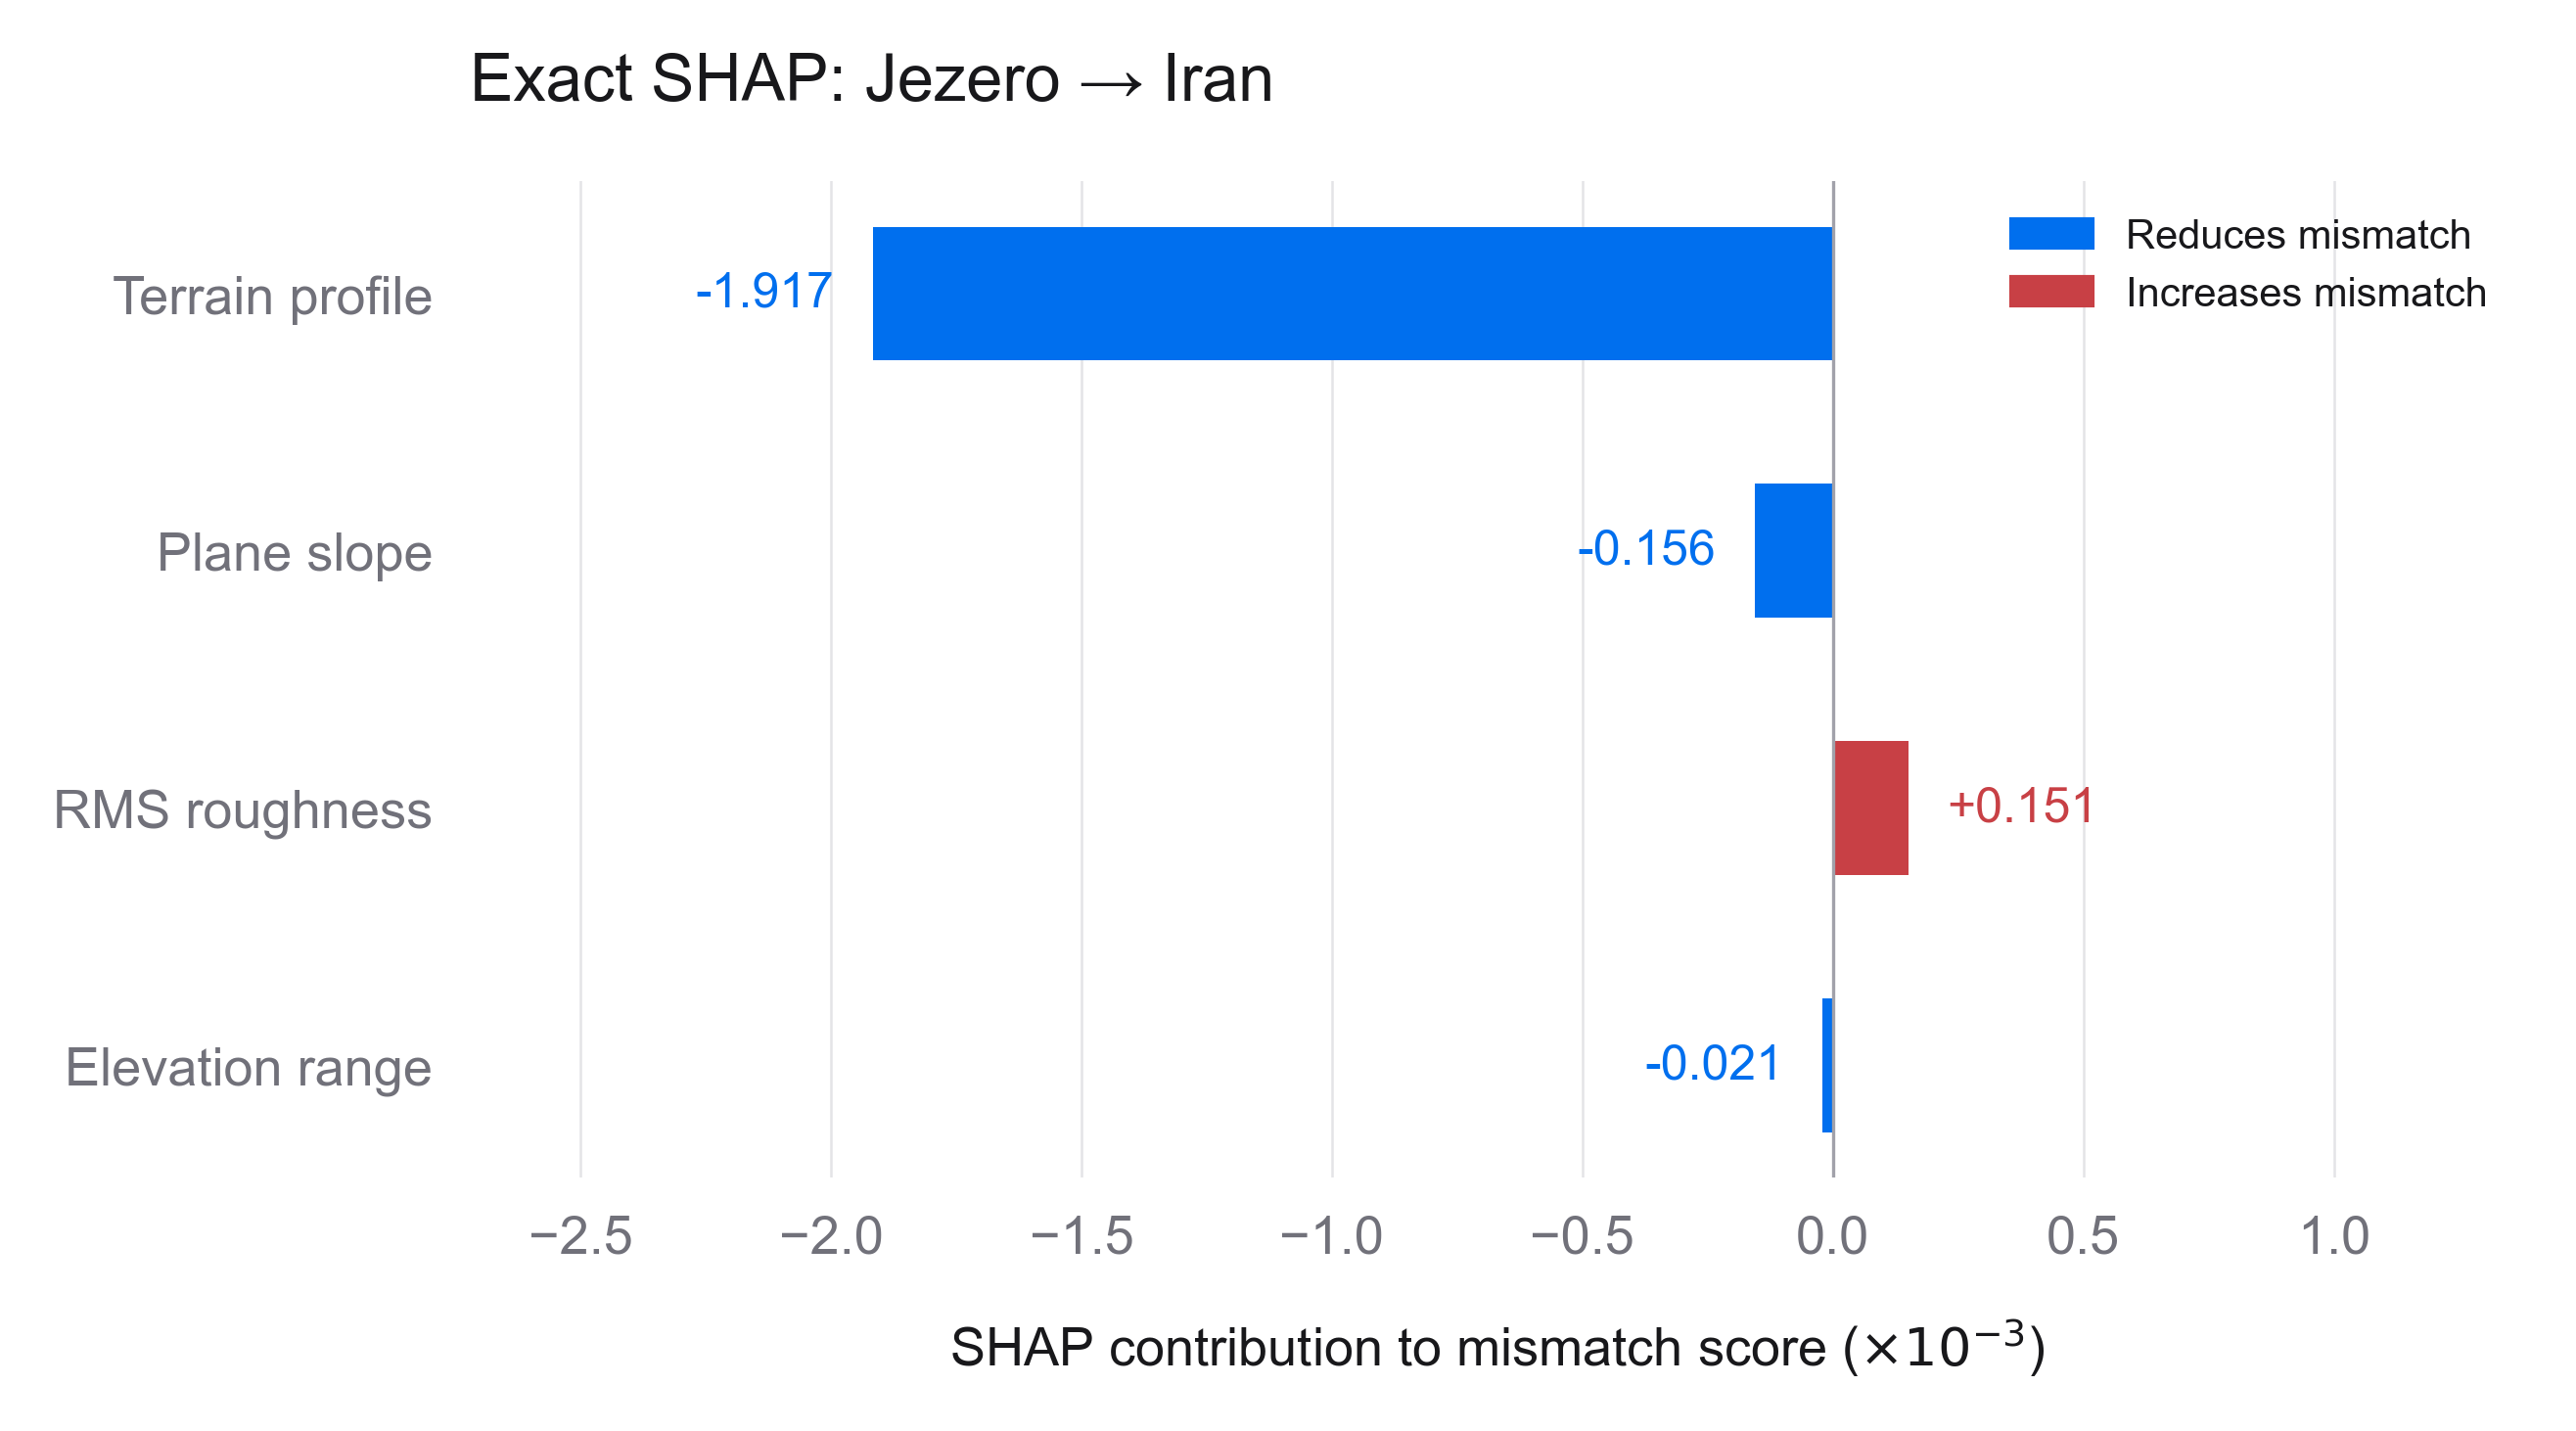 Exact SHAP: Jezero → Iran
Reduces mismatch
Increases mismatch
Terrain profile
-1.917
Plane slope
-0.156
RMS roughness
+0.151
Elevation range
-0.021
−2.5 −2.0 −1.5 −1.0 −0.5 0.0 0.5 1.0
SHAP contribution to mismatch score (×10⁻³)